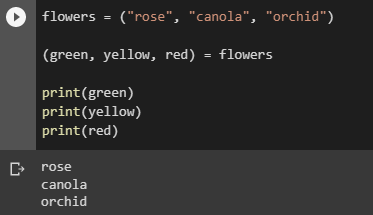 flowers = ("rose", "canola", "orchid")
(green, yellow, red) = flowers
print(green)
print(yellow)
print(red)
rose
canola
orchid